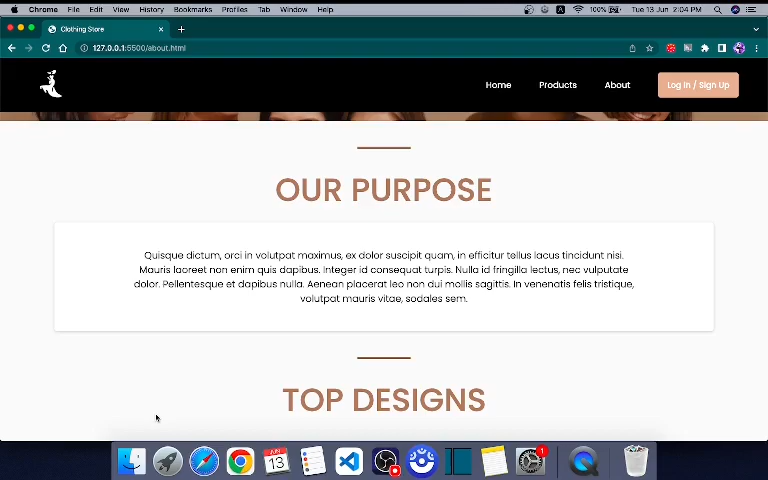 Chrome File Edit View History Bookmarks Profiles Tab Window Help A 100% Tue 13 Jun 2:04 PM
Clothing Store
127.0.0.1:5500/about.html
Home Products About Log In / Sign Up
OUR PURPOSE
Quisque dictum, orci in volutpat maximus, ex dolor suscipit quam, in efficitur tellus lacus tincidunt nisi.
Mauris laoreet non enim quis dapibus. Integer id consequat turpis. Nulla id fringilla lectus, nec vulputate
dolor. Pellentesque et dapibus nulla. Aenean placerat leo non dui mollis sagittis. In venenatis felis tristique,
volutpat mauris vitae, sodales sem.
TOP DESIGNS
JUN
13
1